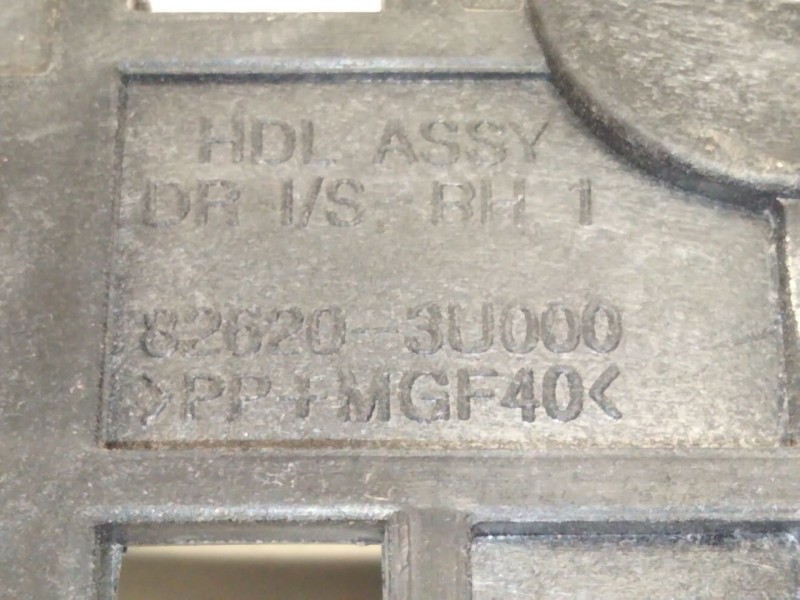 HDL ASSY
DR I/S, RH 1
82620-3U000
>PP+MGF40<